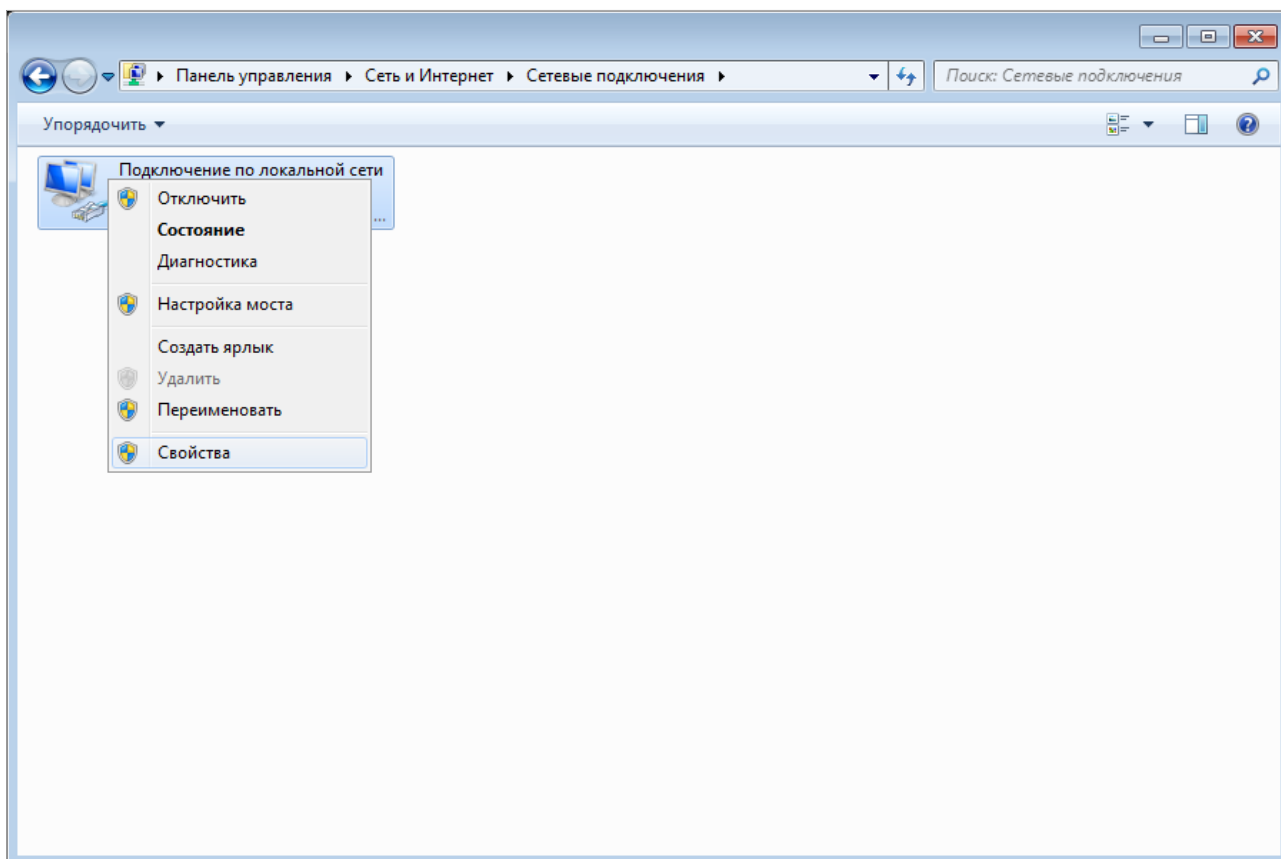 Панель управления Сеть и Интернет Сетевые подключения Поиск: Сетевые подключения
Упорядочить
Подключение по локальной сети
...
Отключить
Состояние
Диагностика
Настройка моста
Создать ярлык
Удалить
Переименовать
Свойства